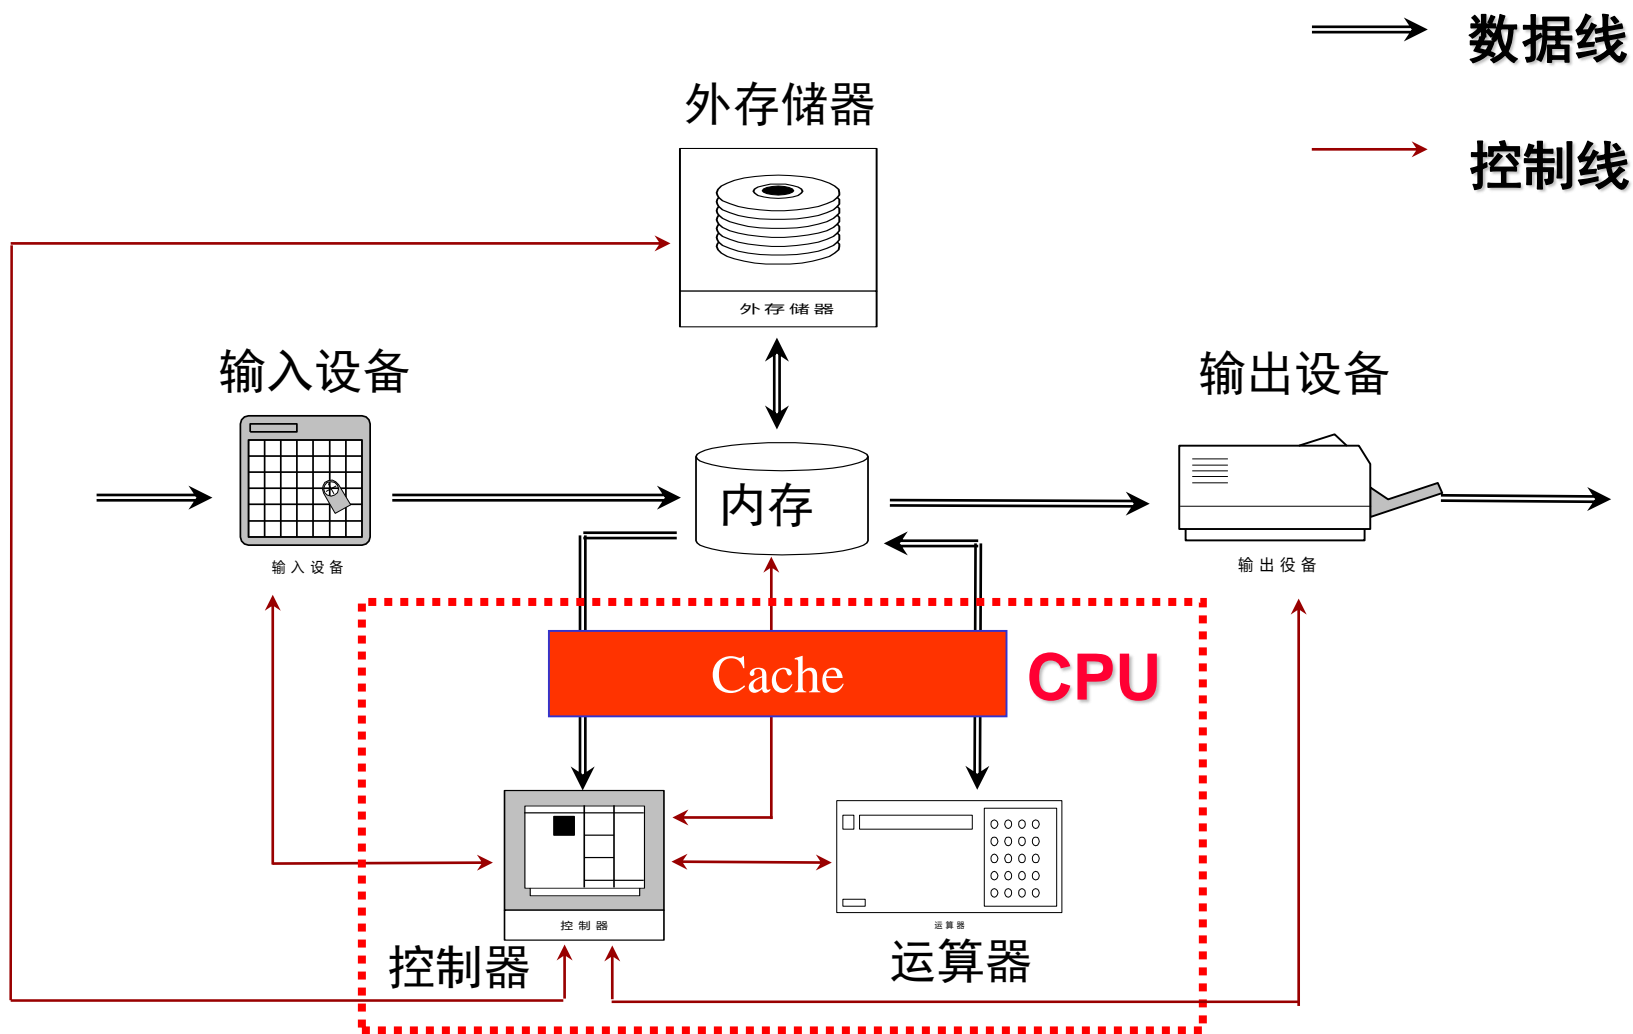 数据线
外存储器
控制线
外存储器
输入设备
输出设备
内存
输入设备
输出役备
Cache
CPU
控制器
运算器
控制器
运算器